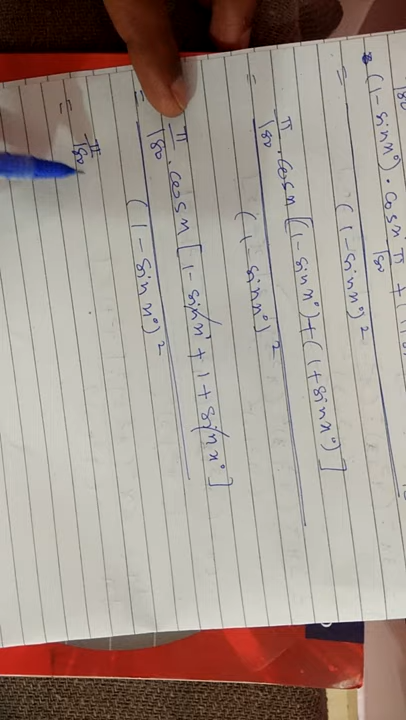 (1 - sin x°) · cos x π/180 +
= (1 - sin x°)²
π/180 · cos x [(1 - sin x°) + (1 + sin x°)]
= (1 - sin x°)²
π/180 · cos x [1 - sin x° + 1 + sin x°]
= (1 - sin x°)²
= π/180